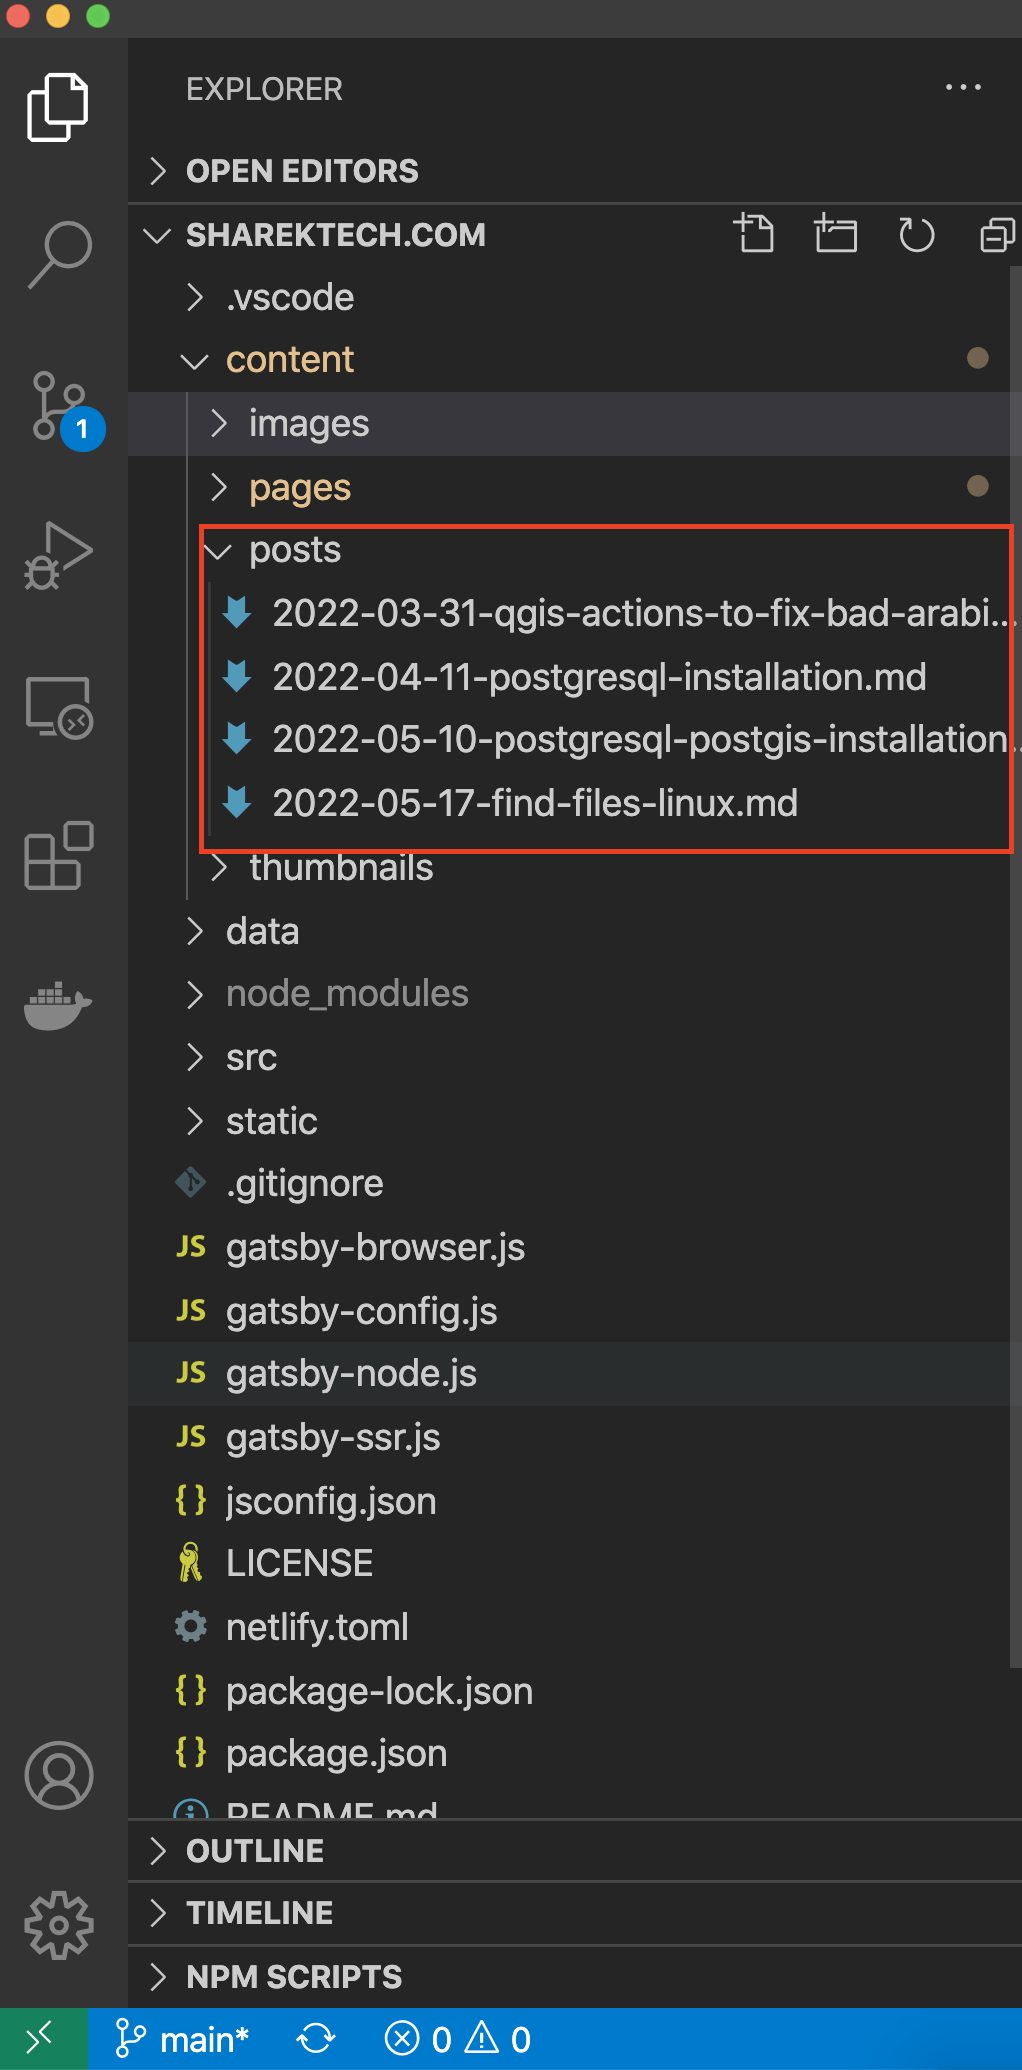 EXPLORER
OPEN EDITORS
SHAREKTECH.COM
.vscode
content
images
1
pages
posts
2022-03-31-qgis-actions-to-fix-bad-arabi...
2022-04-11-postgresql-installation.md
2022-05-10-postgresql-postgis-installation...
2022-05-17-find-files-linux.md
thumbnails
data
node_modules
src
static
.gitignore
JS gatsby-browser.js
JS gatsby-config.js
JS gatsby-node.js
JS gatsby-ssr.js
{} jsconfig.json
LICENSE
netlify.toml
{} package-lock.json
{} package.json
README.md
OUTLINE
TIMELINE
NPM SCRIPTS
main* 0 0